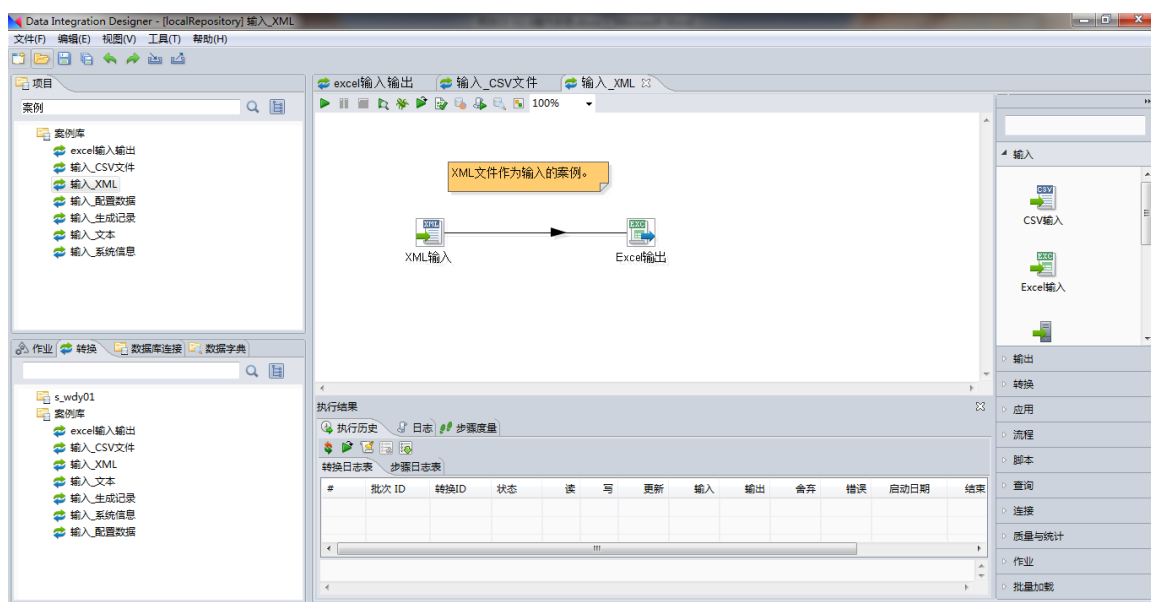 Data Integration Designer - [localRepository] 输入_XML
文件(F) 编辑(E) 视图(V) 工具(T) 帮助(H)
项目
案例
案例库
excel输入输出
输入_CSV文件
输入_XML
输入_配置数据
输入_生成记录
输入_文本
输入_系统信息
作业 转换 数据库连接 数据字典
s_wdy01
案例库
excel输入输出
输入_CSV文件
输入_XML
输入_文本
输入_生成记录
输入_系统信息
输入_配置数据
excel输入输出 输入_CSV文件 输入_XML
100%
XML文件作为输入的案例。
XML
XML输入
EXC
Excel输出
执行结果
执行历史 日志 步骤度量
转换日志表 步骤日志表
# 批次 ID 转换ID 状态 读 写 更新 输入 输出 舍弃 错误 启动日期 结束
输入
CSV
CSV输入
EXC
Excel输入
输出
转换
应用
流程
脚本
查询
连接
质量与统计
作业
批量加载